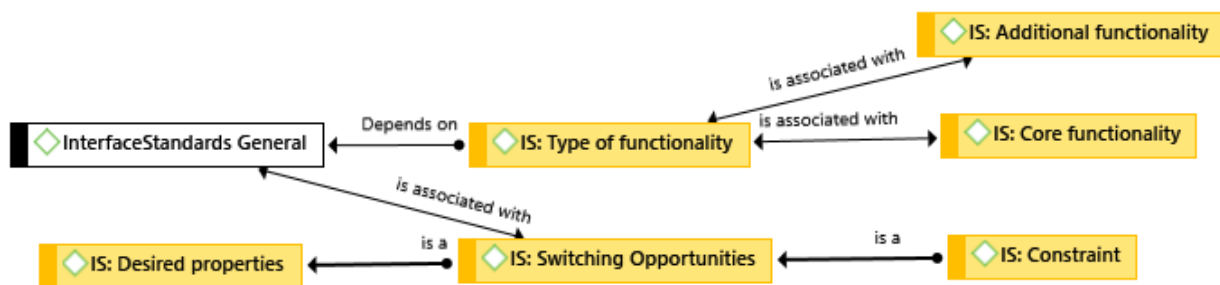 IS: Additional functionality
is associated with
Depends on
is associated with
InterfaceStandards General
IS: Type of functionality
IS: Core functionality
is associated with
is a
is a
IS: Desired properties
IS: Switching Opportunities
IS: Constraint